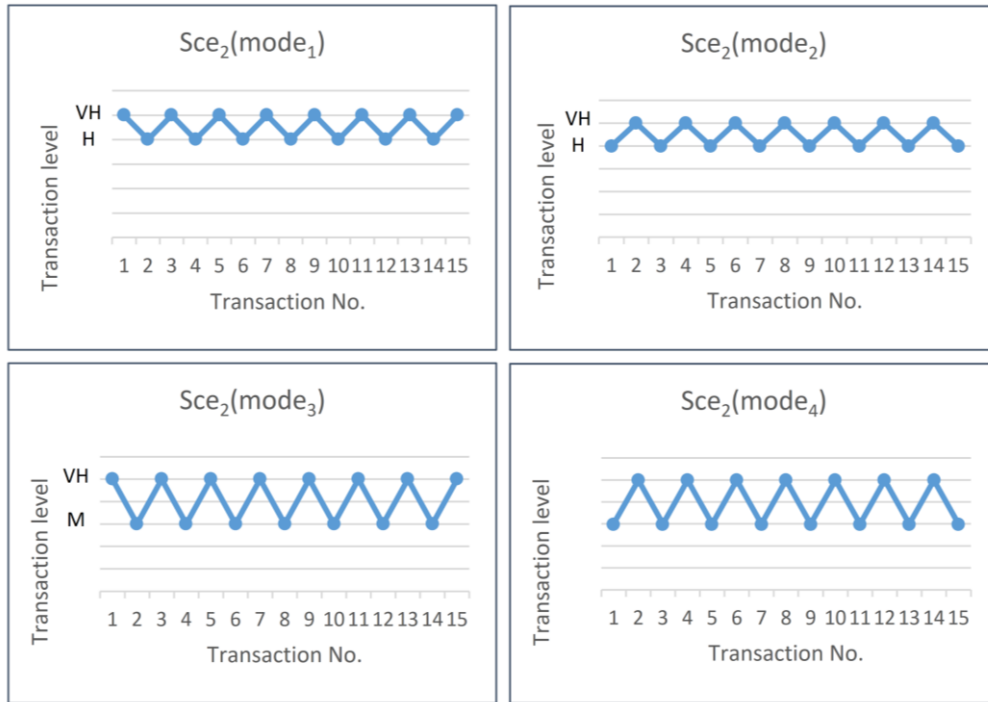 Sce₂(mode₁)
VH
H
Transaction level
1 2 3 4 5 6 7 8 9 10 11 12 13 14 15
Transaction No.
Sce₂(mode₂)
VH
H
Transaction level
1 2 3 4 5 6 7 8 9 10 11 12 13 14 15
Transaction No.
Sce₂(mode₃)
VH
M
Transaction level
1 2 3 4 5 6 7 8 9 10 11 12 13 14 15
Transaction No.
Sce₂(mode₄)
Transaction level
1 2 3 4 5 6 7 8 9 10 11 12 13 14 15
Transaction No.